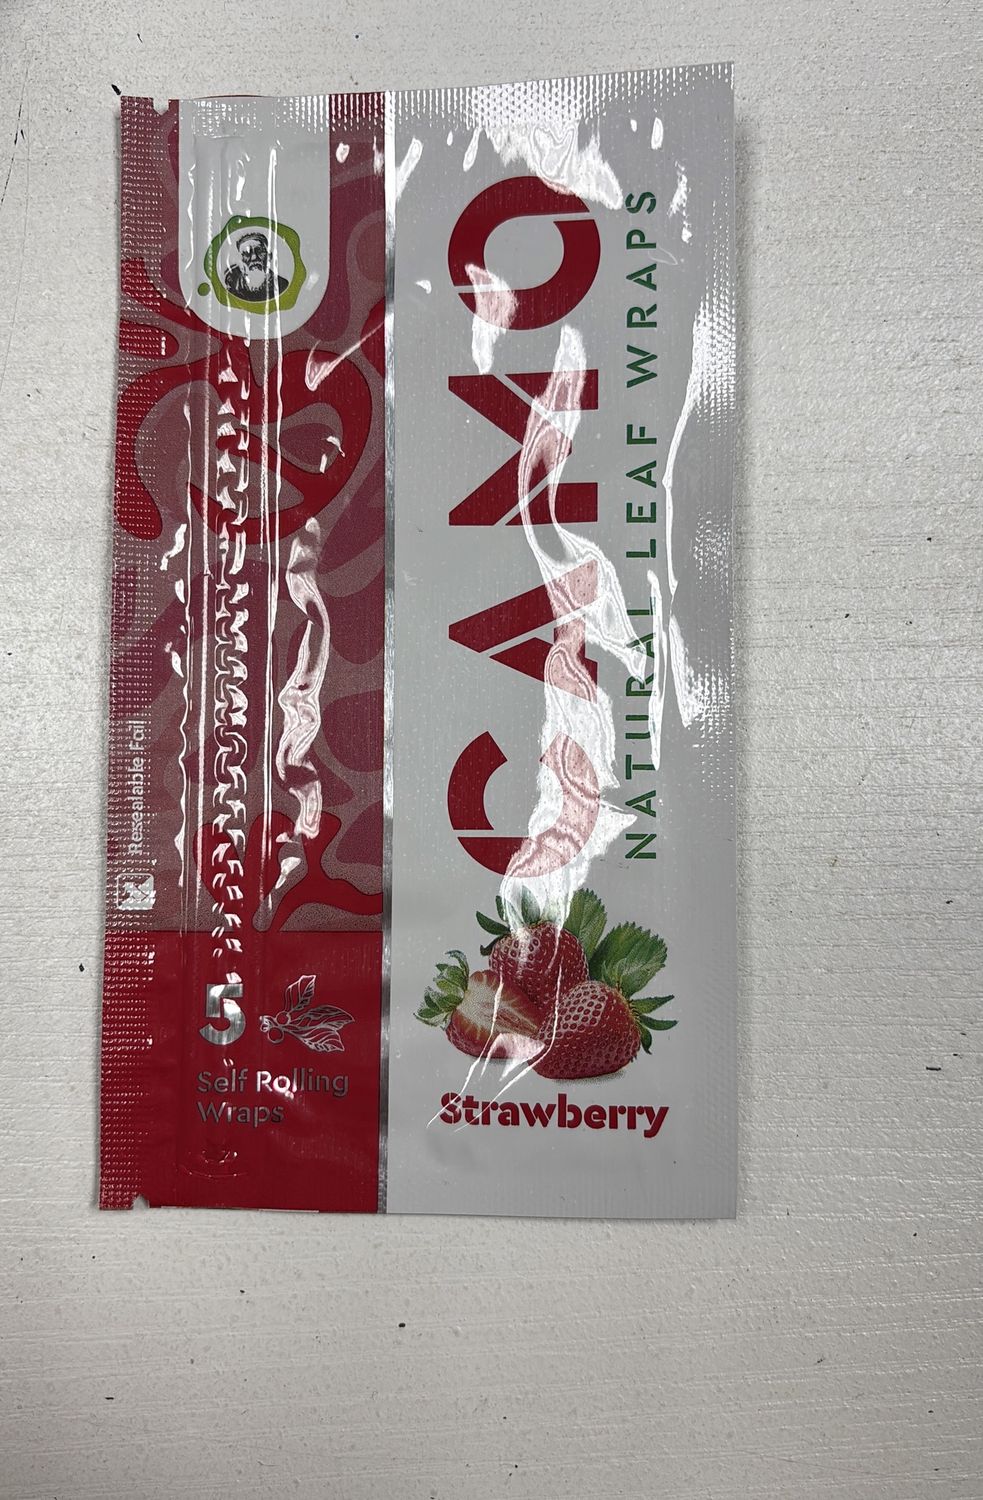 CAMO
NATURAL LEAF WRAPS
Strawberry
5
Self Rolling
Wraps
Resealable Foil